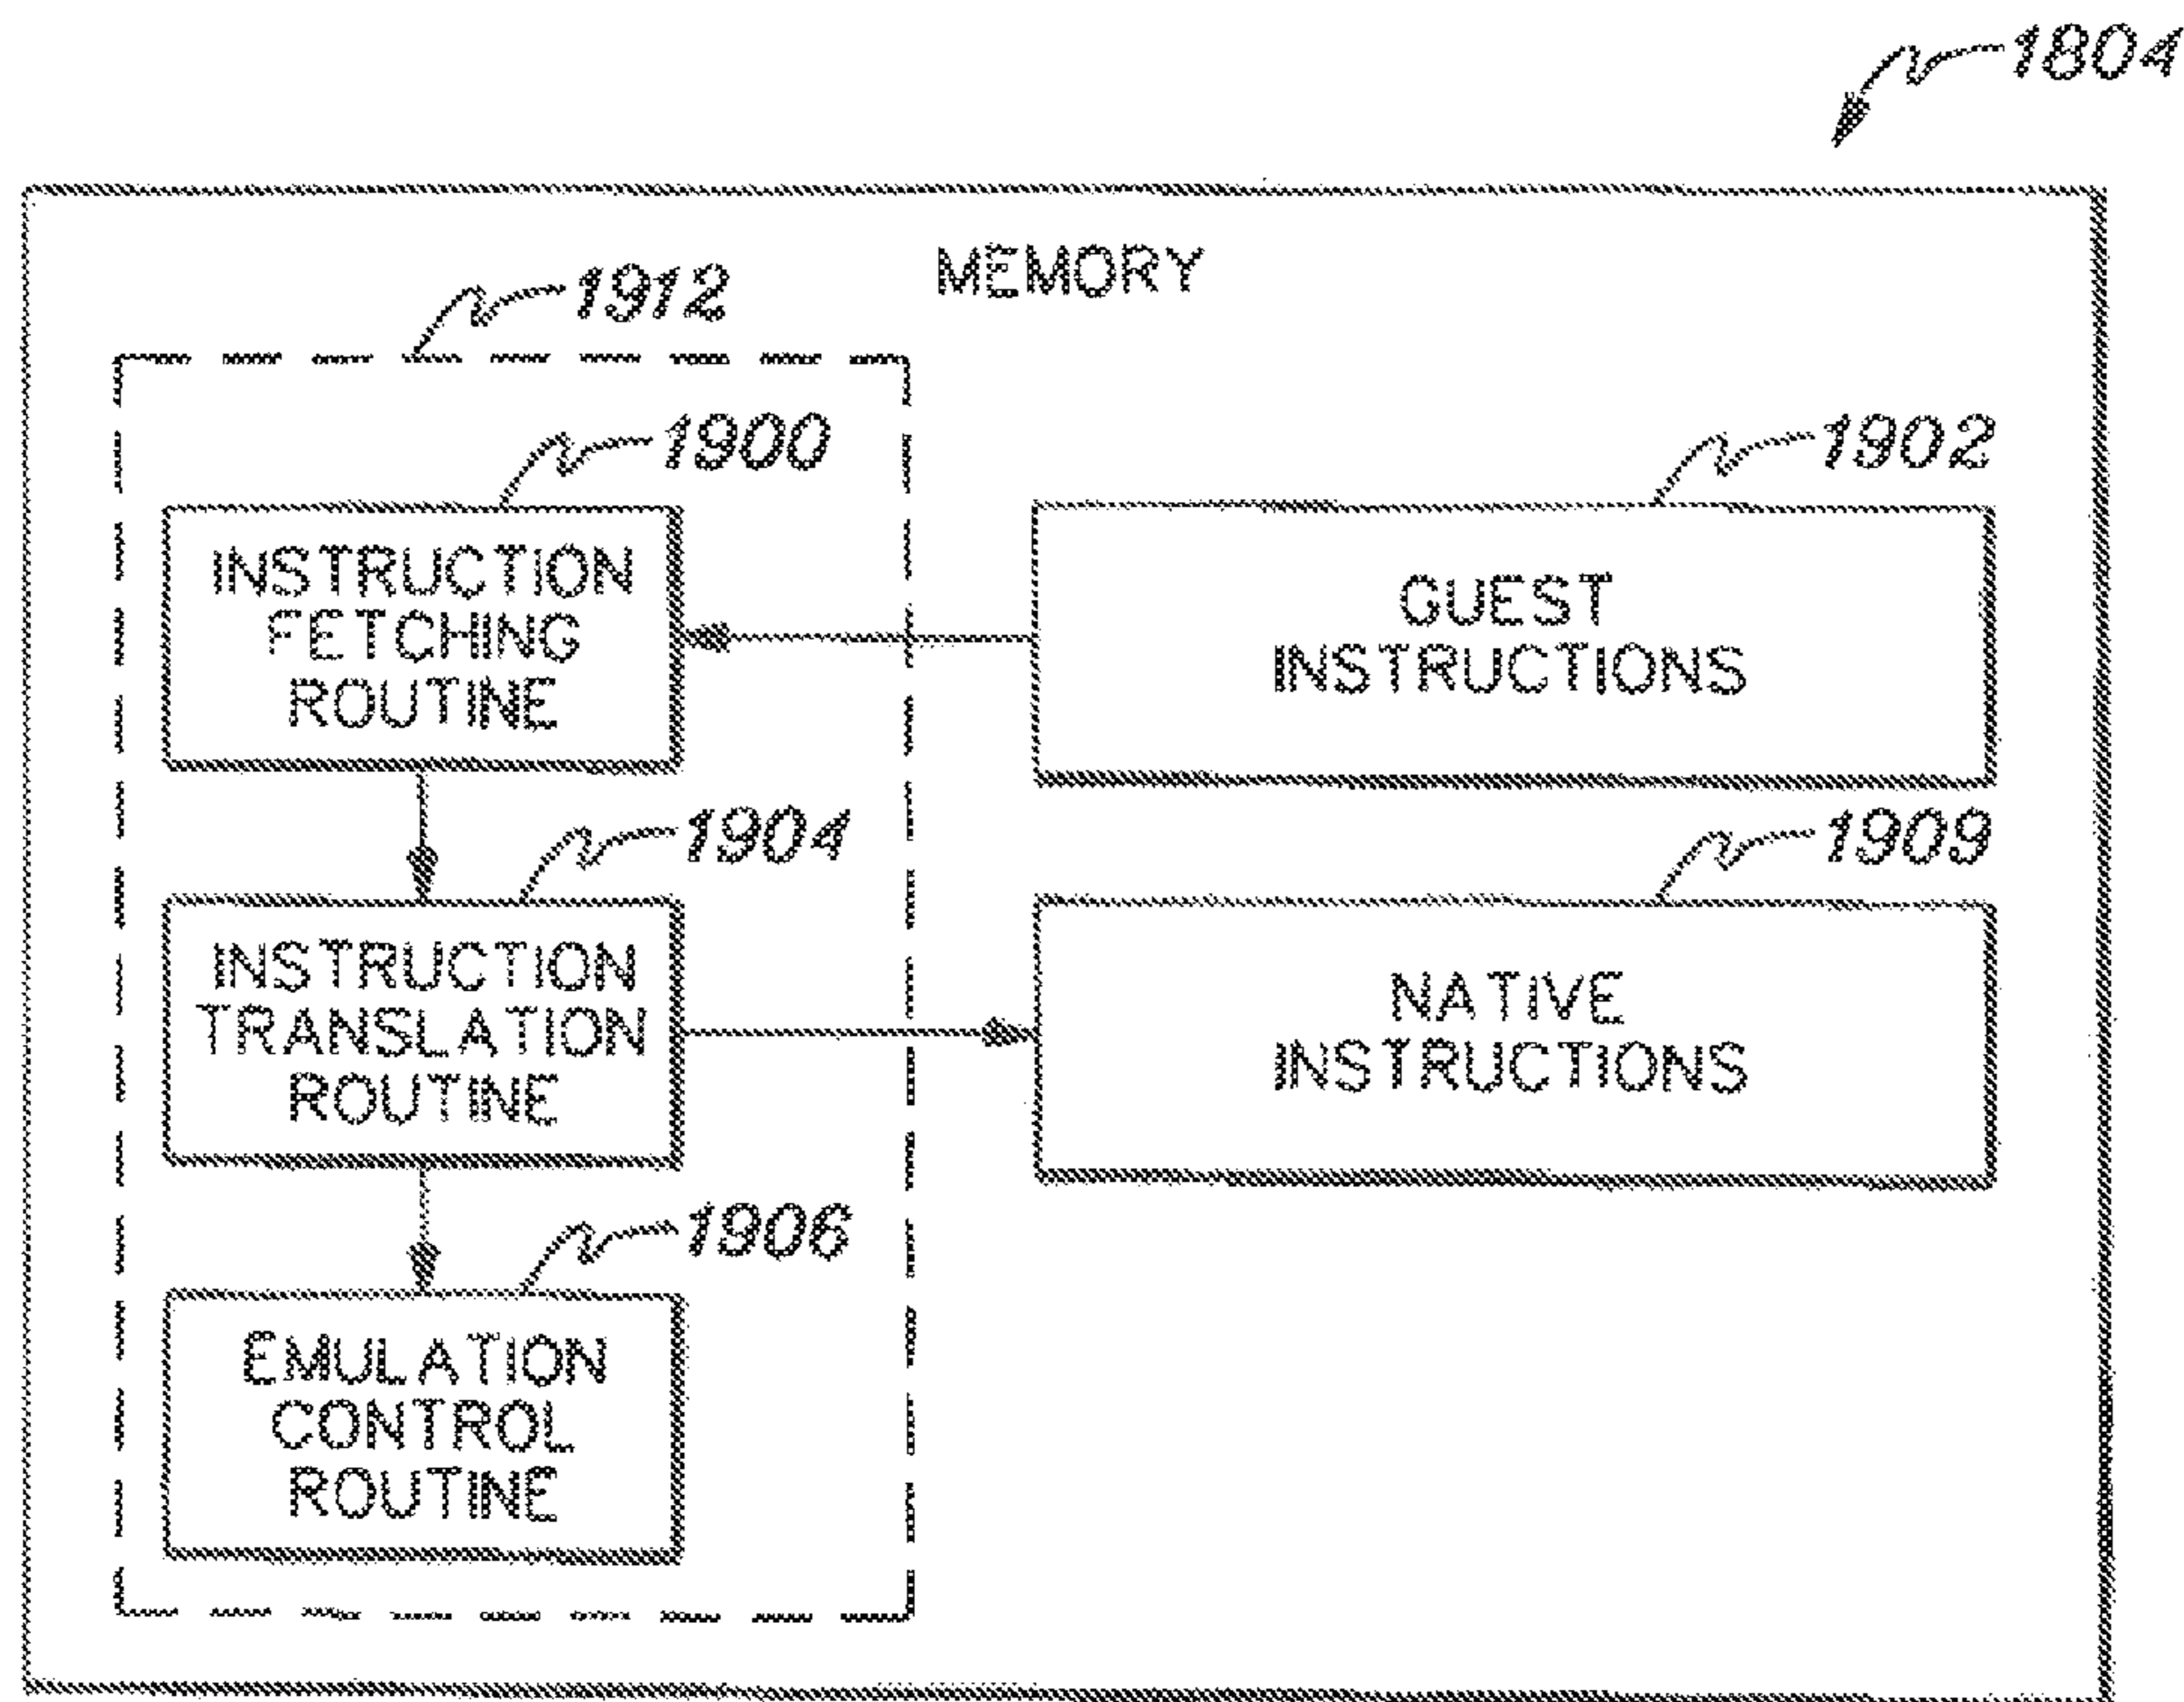 1804
MEMORY
1912
1900
INSTRUCTION
FETCHING
ROUTINE
1902
GUEST
INSTRUCTIONS
1904
INSTRUCTION
TRANSLATION
ROUTINE
1909
NATIVE
INSTRUCTIONS
1906
EMULATION
CONTROL
ROUTINE